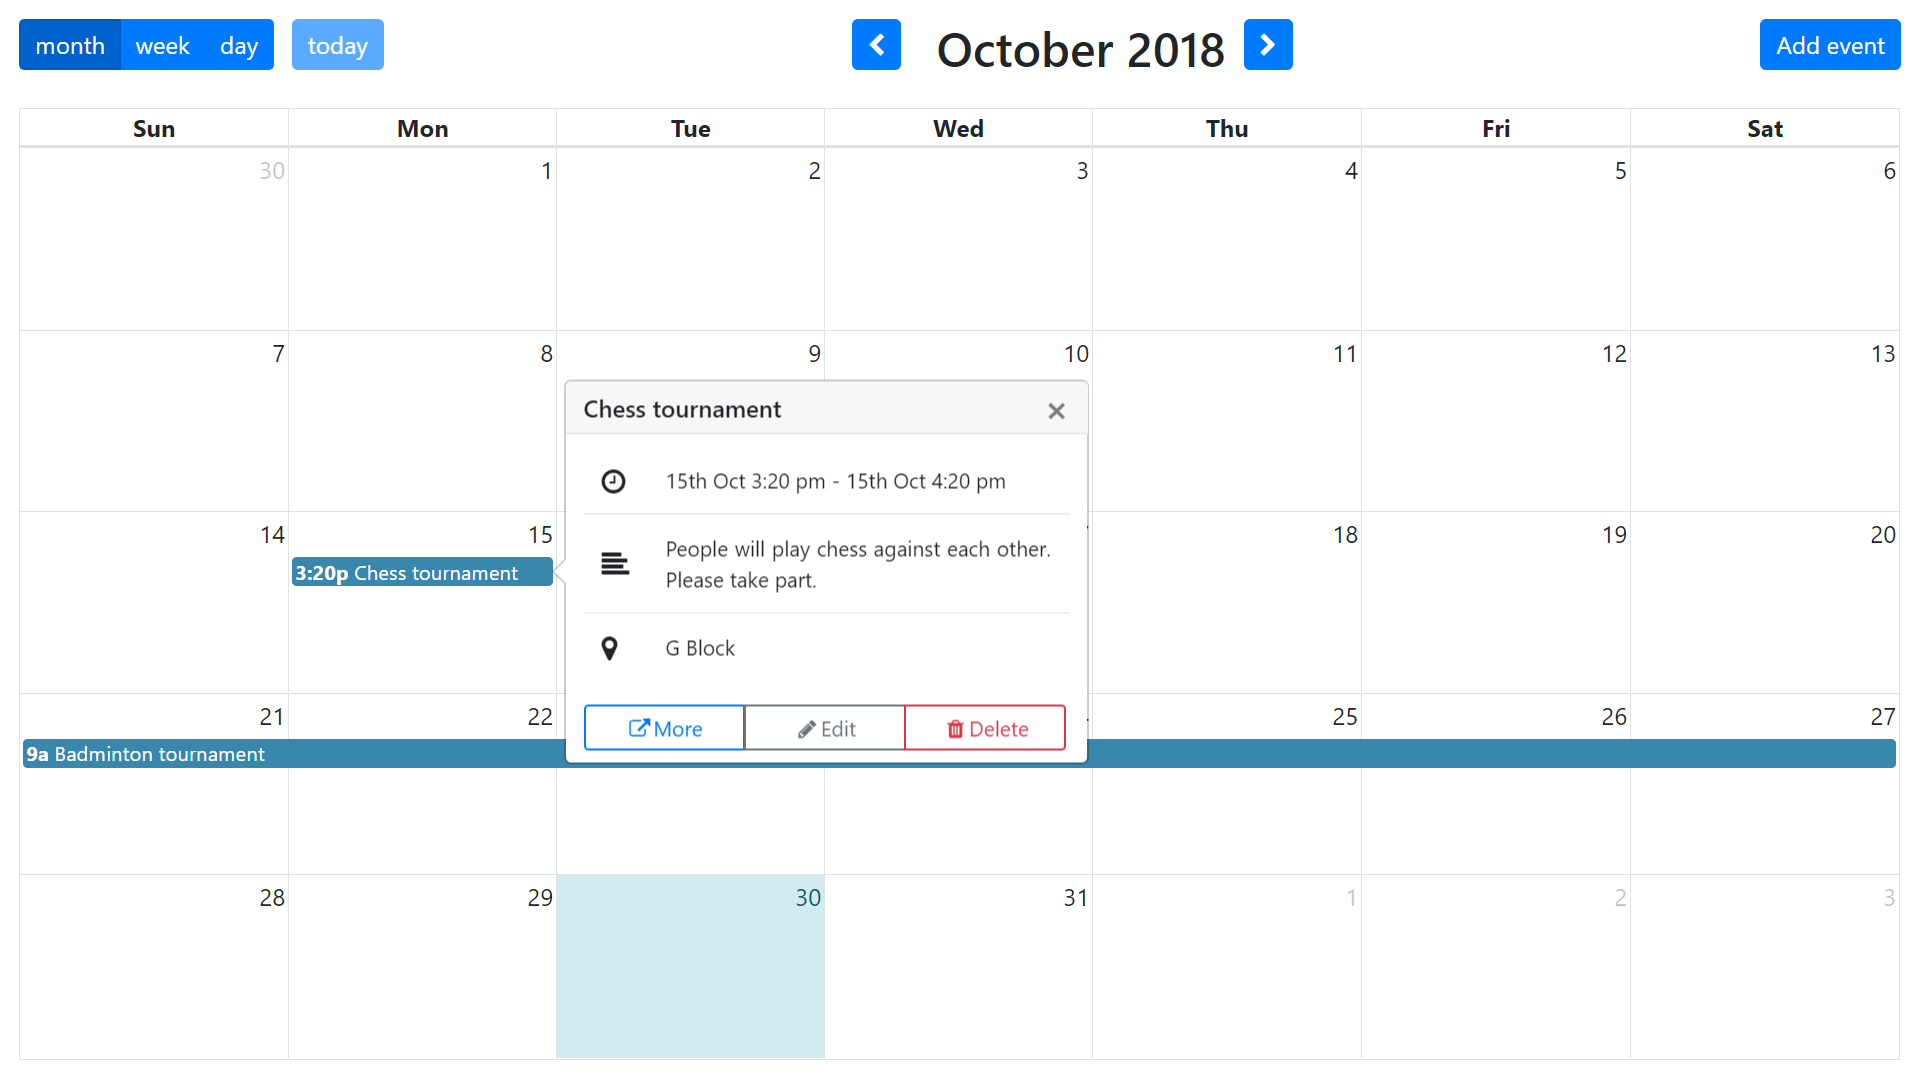 month week day today October 2018 Add event
Sun Mon Tue Wed Thu Fri Sat
30 1 2 3 4 5 6
7 8 9 10 11 12 13
Chess tournament
15th Oct 3:20 pm - 15th Oct 4:20 pm
14 15 18 19 20
People will play chess against each other.
Please take part.
3:20p Chess tournament
G Block
21 22 25 26 27
More Edit Delete
9a Badminton tournament
28 29 30 31 1 2 3